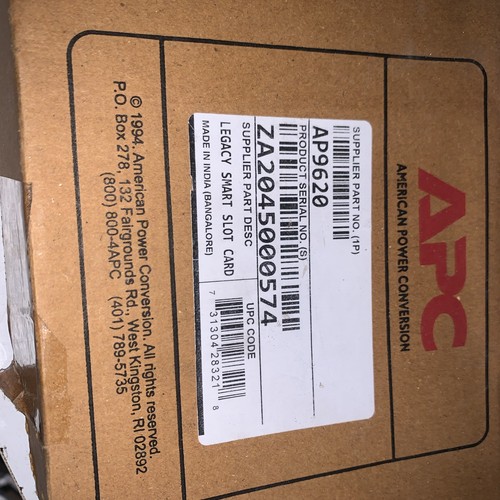 APC
AMERICAN POWER CONVERSION
SUPPLIER PART NO. (1P)
AP9620
PRODUCT SERIAL NO. (S)
ZA2045000574
SUPPLIER PART DESC
LEGACY SMART SLOT CARD
MADE IN INDIA (BANGALORE)
UPC CODE
7 31304 28321 8
© 1994. American Power Conversion. All rights reserved.
P.O. Box 278, 132 Fairgrounds Rd., West Kingston, RI 02892
(800) 800-4APC (401) 789-5735